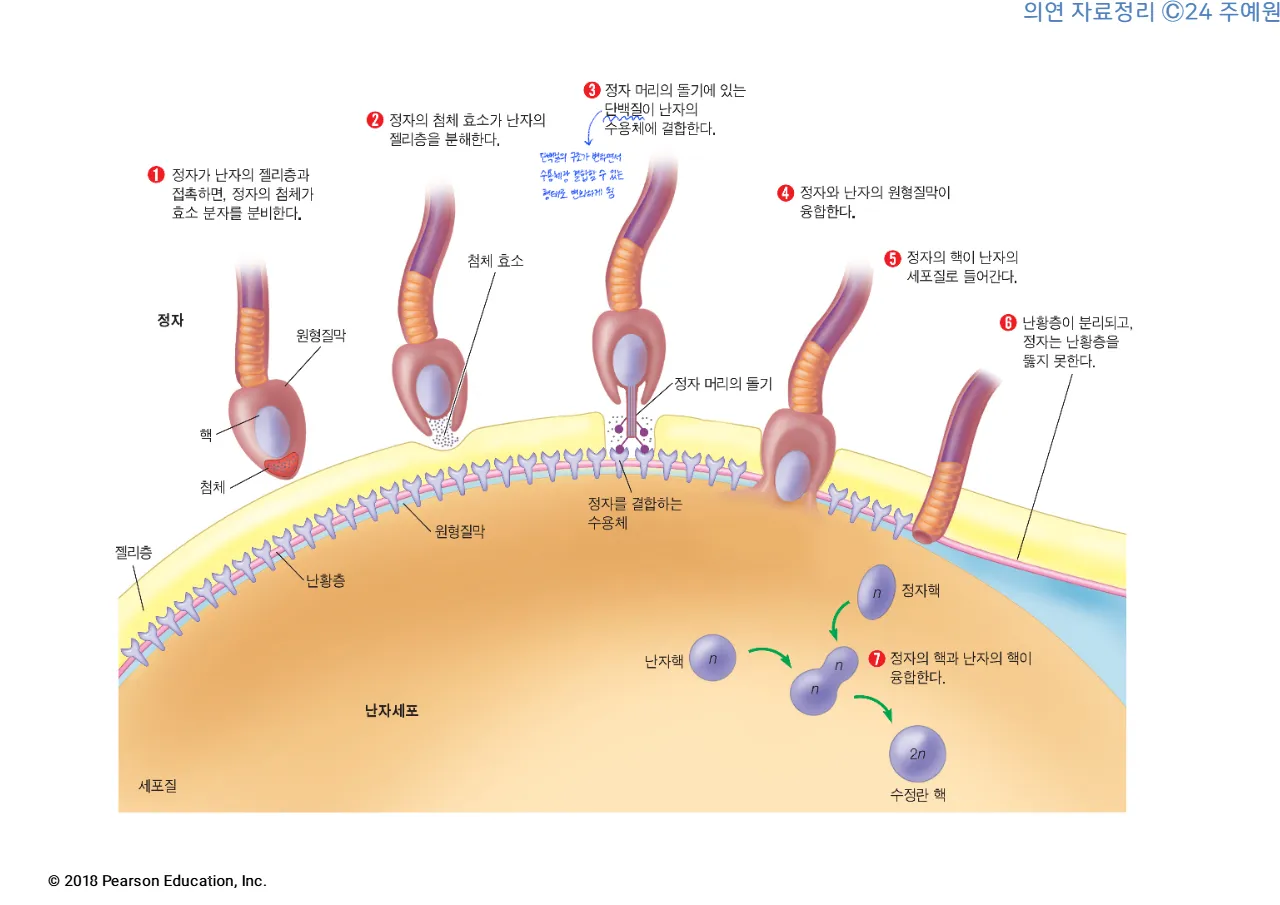 의연 자료정리 Ⓒ24 주예원
❶ 정자가 난자의 젤리층과
접촉하면, 정자의 첨체가
효소 분자를 분비한다.
❷ 정자의 첨체 효소가 난자의
젤리층을 분해한다.
❸ 정자 머리의 돌기에 있는
단백질이 난자의
수용체에 결합한다.
단백질의 구조가 변하면서
수용체랑 결합할 수 있는
형태로 변화하게 됨
❹ 정자와 난자의 원형질막이
융합한다.
❺ 정자의 핵이 난자의
세포질로 들어간다.
❻ 난황층이 분리되고,
정자는 난황층을
뚫지 못한다.
정자
원형질막
핵
첨체
첨체 효소
정자 머리의 돌기
정자를 결합하는
수용체
원형질막
젤리층
난황층
n
정자핵
난자핵
n
n
n
❼ 정자의 핵과 난자의 핵이
융합한다.
난자세포
2n
수정란 핵
세포질
© 2018 Pearson Education, Inc.